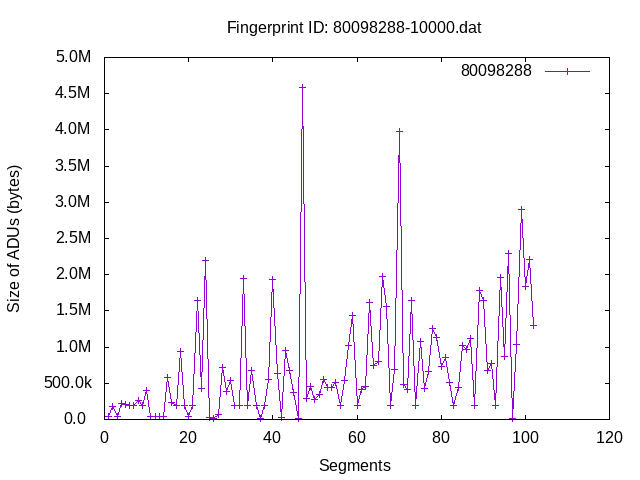 Fingerprint ID: 80098288-10000.dat
80098288
5.0M
4.5M
4.0M
3.5M
3.0M
2.5M
2.0M
1.5M
1.0M
500.0k
0.0
Size of ADUs (bytes)
0 20 40 60 80 100 120
Segments